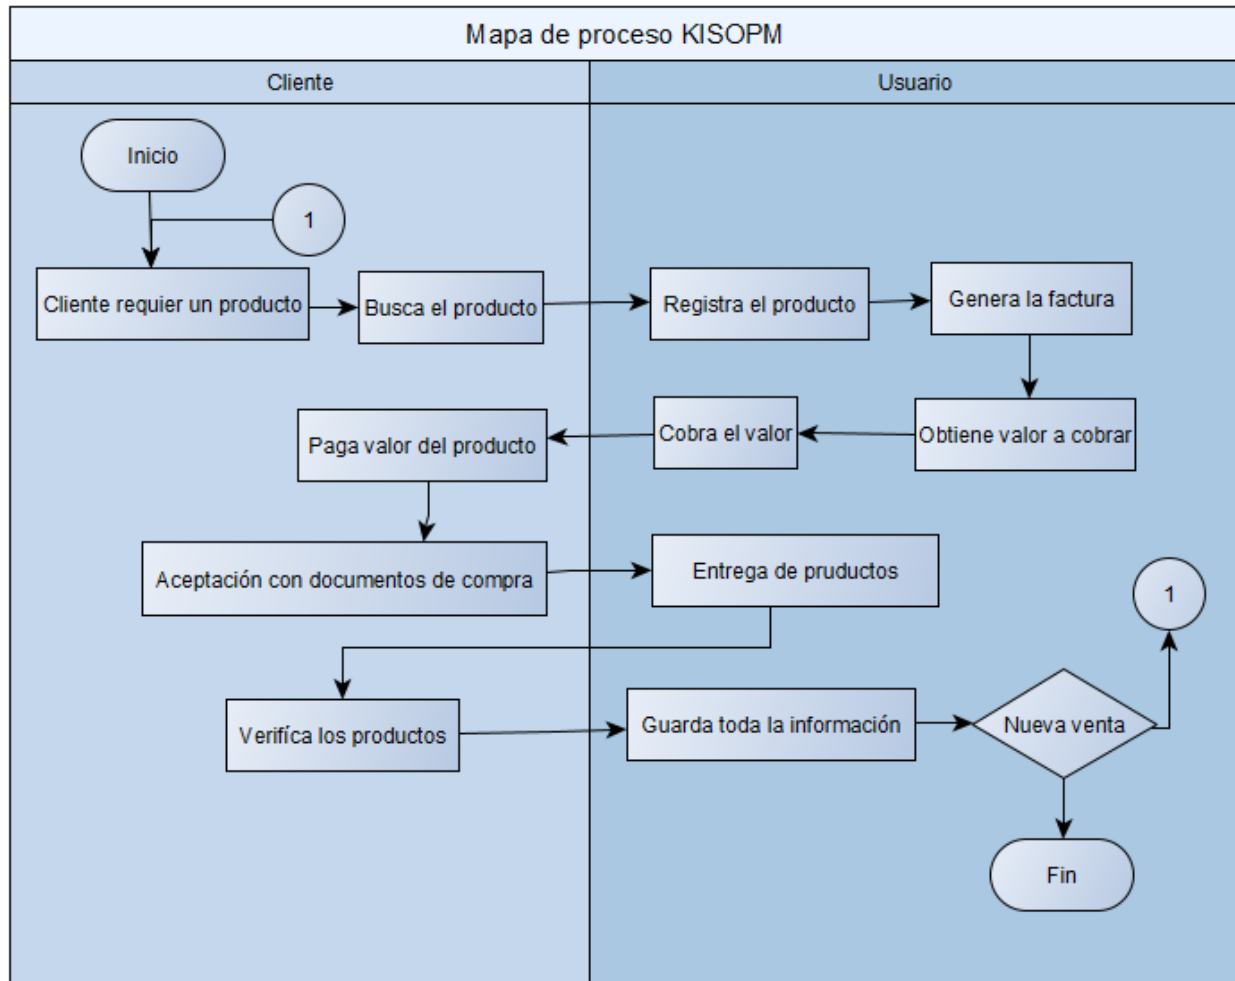 Mapa de proceso KISOPM
Cliente
Usuario
Inicio
1
Cliente requier un producto
Busca el producto
Registra el producto
Genera la factura
Paga valor del producto
Cobra el valor
Obtiene valor a cobrar
Aceptación con documentos de compra
Entrega de pruductos
1
Verifíca los productos
Guarda toda la información
Nueva venta
Fin